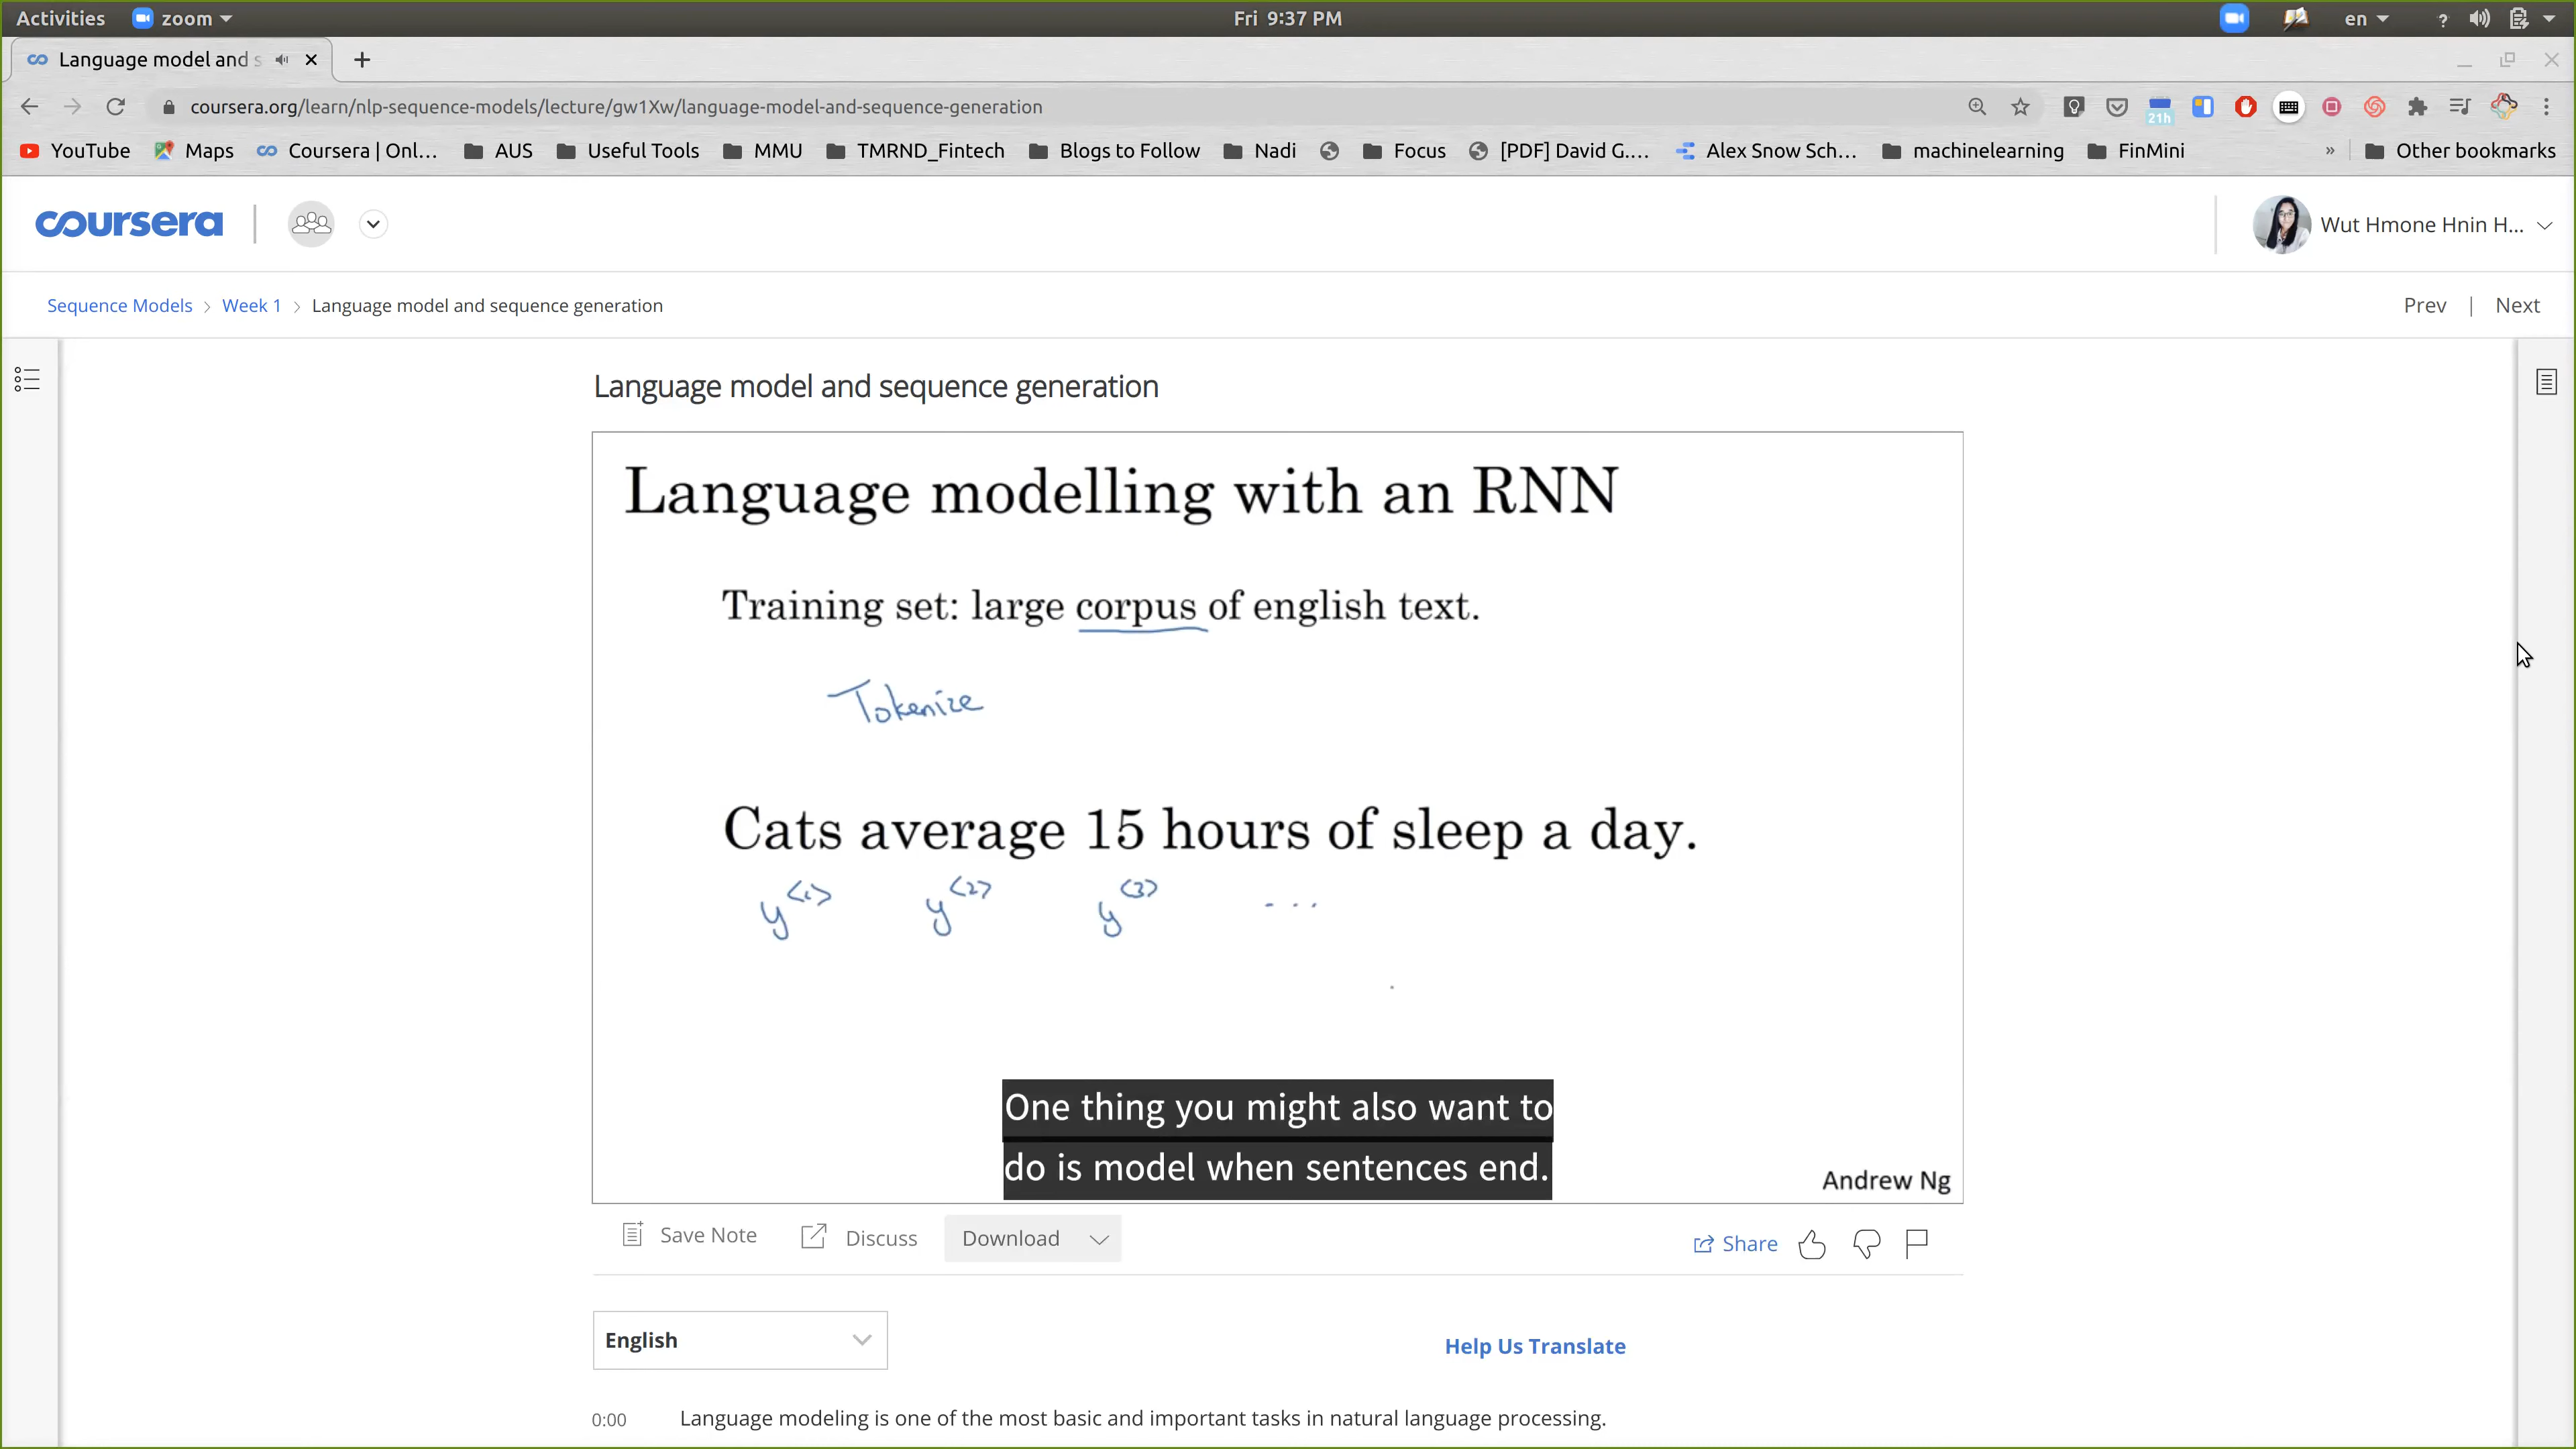 Activities zoom Fri 9:37 PM en ?
Language model and s
coursera.org/learn/nlp-sequence-models/lecture/gw1Xw/language-model-and-sequence-generation 21h
YouTube Maps Coursera | Onl... AUS Useful Tools MMU TMRND_Fintech Blogs to Follow Nadi Focus [PDF] David G.... Alex Snow Sch... machinelearning FinMini » Other bookmarks
coursera Wut Hmone Hnin H...
Sequence Models > Week 1 > Language model and sequence generation Prev | Next
Language model and sequence generation
Language modelling with an RNN
Training set: large corpus of english text.
Tokenize
Cats average 15 hours of sleep a day.
y<1> y<2> y<3> ...
One thing you might also want to
do is model when sentences end.
Andrew Ng
Save Note Discuss Download Share
English Help Us Translate
0:00 Language modeling is one of the most basic and important tasks in natural language processing.